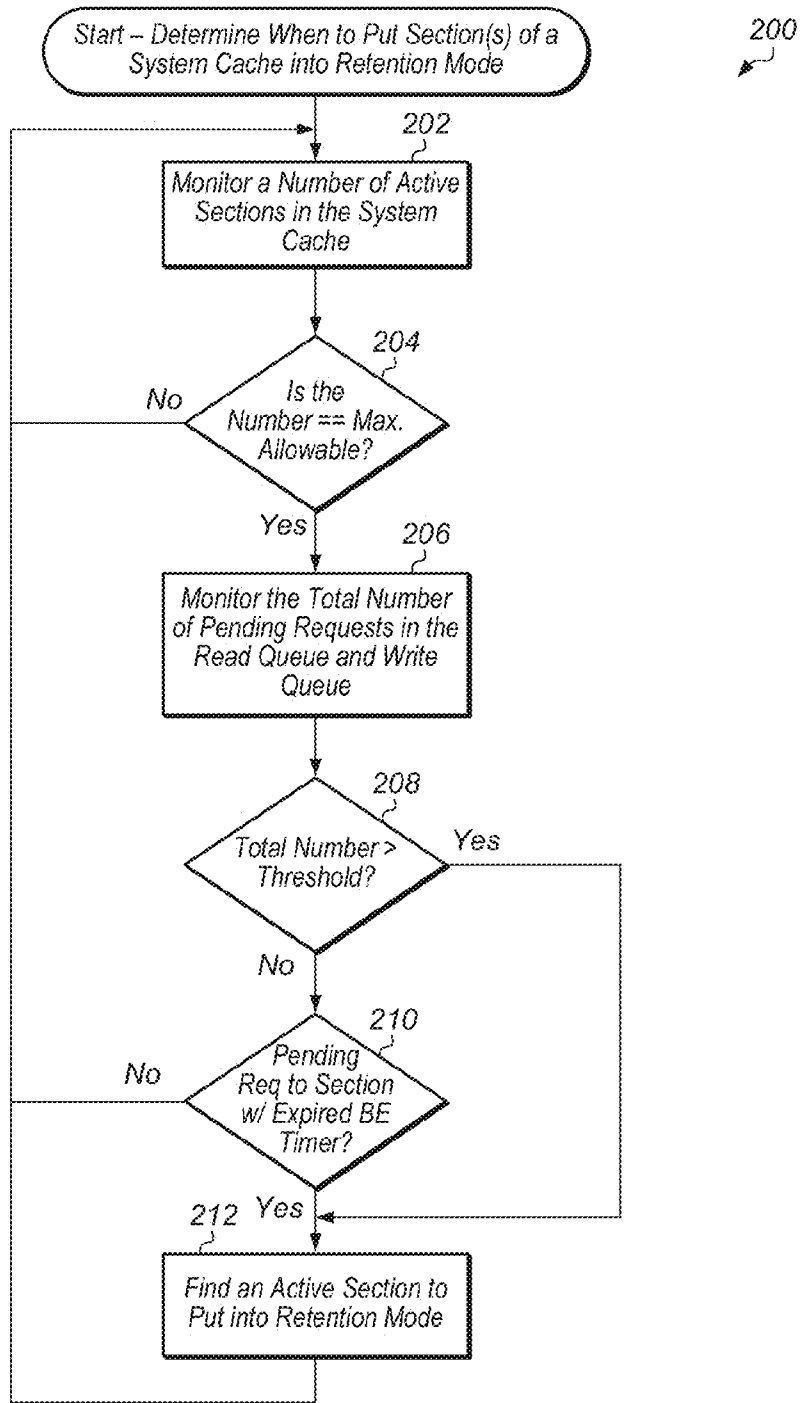 Start – Determine When to Put Section(s) of a
System Cache into Retention Mode
200
202
Monitor a Number of Active
Sections in the System
Cache
204
Is the
Number == Max.
Allowable?
No
Yes
206
Monitor the Total Number
of Pending Requests in the
Read Queue and Write
Queue
208
Total Number >
Threshold?
Yes
No
210
Pending
Req to Section
w/ Expired BE
Timer?
No
Yes
212
Find an Active Section to
Put into Retention Mode